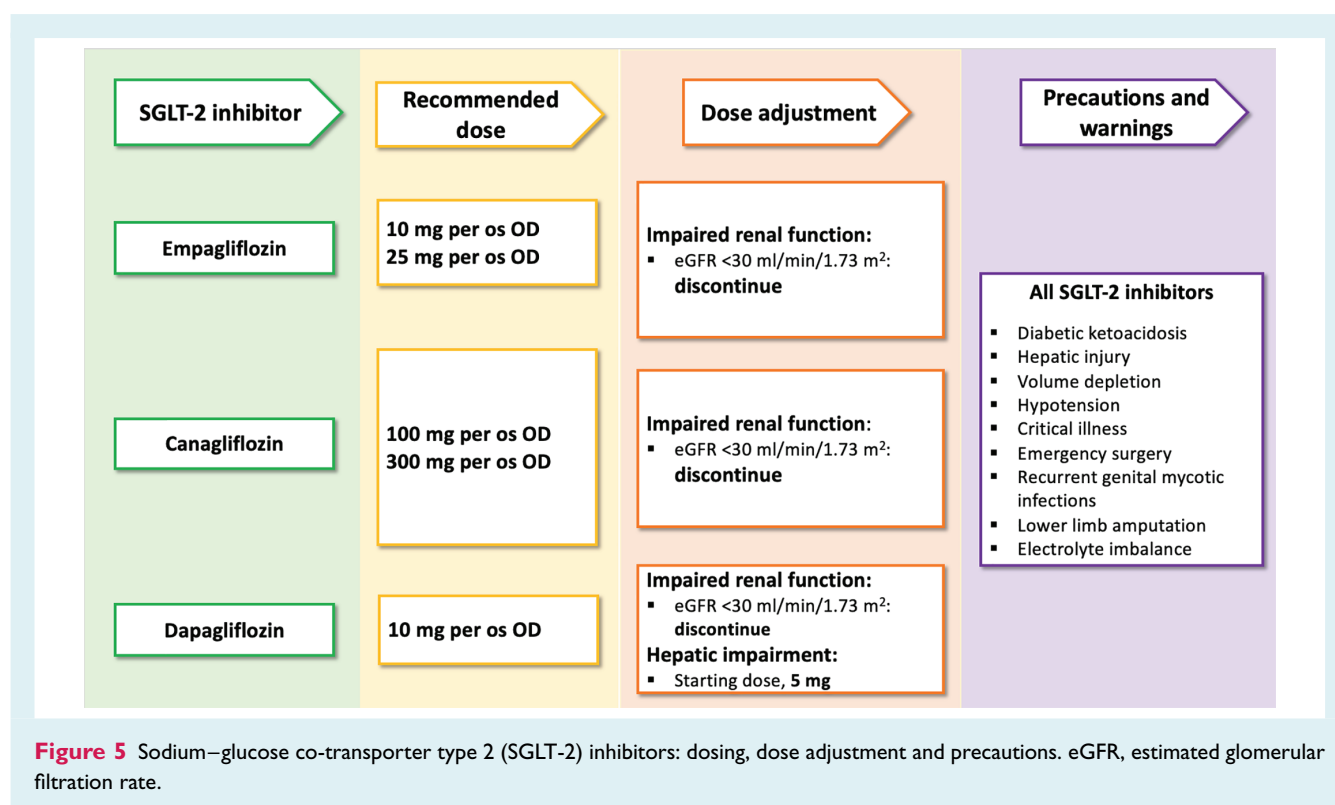 SGLT-2 inhibitor
Recommended
dose
Dose adjustment
Precautions and
warnings
Empagliflozin
10 mg per os OD
25 mg per os OD
Impaired renal function:
▪ eGFR <30 ml/min/1.73 m²:
discontinue
Canagliflozin
100 mg per os OD
300 mg per os OD
Impaired renal function:
▪ eGFR <30 ml/min/1.73 m²:
discontinue
Dapagliflozin
10 mg per os OD
Impaired renal function:
▪ eGFR <30 ml/min/1.73 m²:
discontinue
Hepatic impairment:
▪ Starting dose, 5 mg
All SGLT-2 inhibitors
▪ Diabetic ketoacidosis
▪ Hepatic injury
▪ Volume depletion
▪ Hypotension
▪ Critical illness
▪ Emergency surgery
▪ Recurrent genital mycotic
infections
▪ Lower limb amputation
▪ Electrolyte imbalance
Figure 5 Sodium–glucose co-transporter type 2 (SGLT-2) inhibitors: dosing, dose adjustment and precautions. eGFR, estimated glomerular
filtration rate.